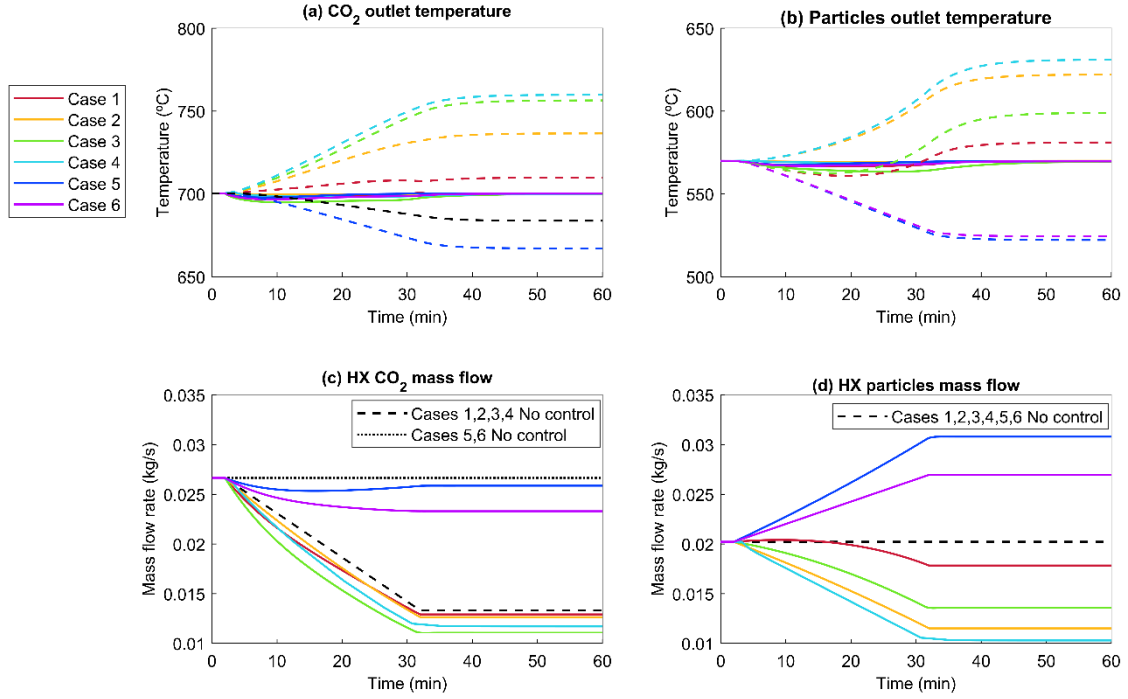 (a) CO2 outlet temperature
(b) Particles outlet temperature
Case 1
Case 2
Case 3
Case 4
Case 5
Case 6
Temperature (ºC)
800
750
700
650
0 10 20 30 40 50 60
Time (min)
Temperature (ºC)
650
600
550
500
0 10 20 30 40 50 60
Time (min)
(c) HX CO2 mass flow
Cases 1,2,3,4 No control
Cases 5,6 No control
Mass flow rate (kg/s)
0.035
0.03
0.025
0.02
0.015
0.01
0 10 20 30 40 50 60
Time (min)
(d) HX particles mass flow
Cases 1,2,3,4,5,6 No control
Mass flow rate (kg/s)
0.035
0.03
0.025
0.02
0.015
0.01
0 10 20 30 40 50 60
Time (min)